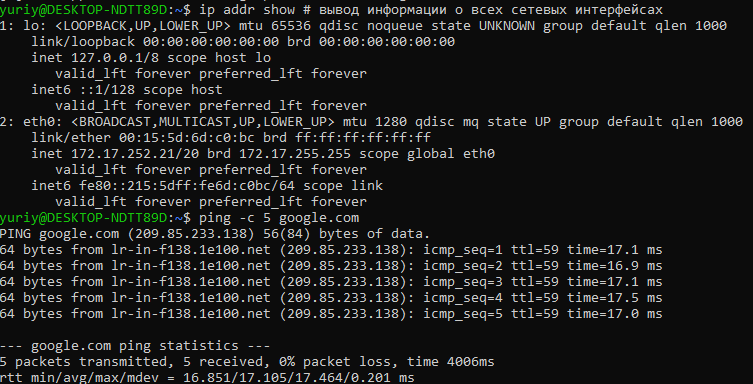 yuriy@DESKTOP-NDTT89D:~$ ip addr show # вывод информации о всех сетевых интерфейсах
1: lo: <LOOPBACK,UP,LOWER_UP> mtu 65536 qdisc noqueue state UNKNOWN group default qlen 1000
    link/loopback 00:00:00:00:00:00 brd 00:00:00:00:00:00
    inet 127.0.0.1/8 scope host lo
       valid_lft forever preferred_lft forever
    inet6 ::1/128 scope host
       valid_lft forever preferred_lft forever
2: eth0: <BROADCAST,MULTICAST,UP,LOWER_UP> mtu 1280 qdisc mq state UP group default qlen 1000
    link/ether 00:15:5d:6d:c0:bc brd ff:ff:ff:ff:ff:ff
    inet 172.17.252.21/20 brd 172.17.255.255 scope global eth0
       valid_lft forever preferred_lft forever
    inet6 fe80::215:5dff:fe6d:c0bc/64 scope link
       valid_lft forever preferred_lft forever
yuriy@DESKTOP-NDTT89D:~$ ping -c 5 google.com
PING google.com (209.85.233.138) 56(84) bytes of data.
64 bytes from lr-in-f138.1e100.net (209.85.233.138): icmp_seq=1 ttl=59 time=17.1 ms
64 bytes from lr-in-f138.1e100.net (209.85.233.138): icmp_seq=2 ttl=59 time=16.9 ms
64 bytes from lr-in-f138.1e100.net (209.85.233.138): icmp_seq=3 ttl=59 time=17.1 ms
64 bytes from lr-in-f138.1e100.net (209.85.233.138): icmp_seq=4 ttl=59 time=17.5 ms
64 bytes from lr-in-f138.1e100.net (209.85.233.138): icmp_seq=5 ttl=59 time=17.0 ms

--- google.com ping statistics ---
5 packets transmitted, 5 received, 0% packet loss, time 4006ms
rtt min/avg/max/mdev = 16.851/17.105/17.464/0.201 ms